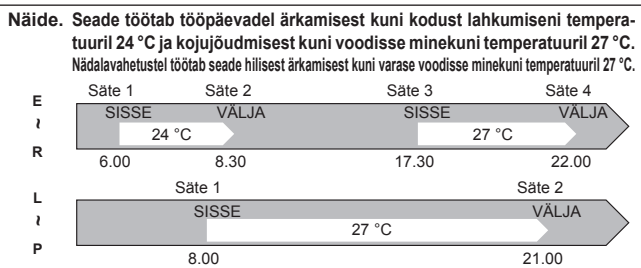 Näide. Seade töötab tööpäevadel ärkamisest kuni kodust lahkumiseni tempera-
tuuril 24 °C ja kojujõudmisest kuni voodisse minekuni temperatuuril 27 °C.
Nädalavahetustel töötab seade hilisest ärkamisest kuni varase voodisse minekuni temperatuuril 27 °C.
Säte 1 Säte 2 Säte 3 Säte 4
E ~ R
SISSE VÄLJA SISSE VÄLJA
24 °C 27 °C
6.00 8.30 17.30 22.00
Säte 1 Säte 2
L ~ P
SISSE VÄLJA
27 °C
8.00 21.00